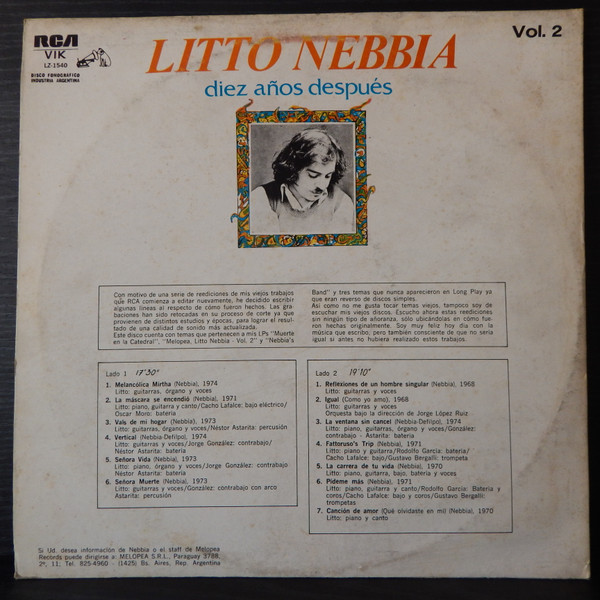 RCA
VIK
LZ-1540
DISCO FONOGRAFICO
INDUSTRIA ARGENTINA
LITTO NEBBIA
Vol. 2
diez años después
Con motivo de una serie de reediciones de mis viejos trabajos
que RCA comienza a editar nuevamente, he decidido escribir
algunas líneas el respecto de cómo fueron hechos. Las gra-
baciones han sido retocadas en su proceso de corte ya que
provienen de distintos estudios y épocas, para lograr el resul-
tado de una calidad de sonido más actualizada.
Este disco cuenta con temas que pertenecen a mis LPs "Muerte
en la Catedral", "Melopea, Litto Nebbia - Vol. 2" y "Nebbia's
Band" y tres temas que nunca aparecieron en Long Play ya
que eran reverso de discos simples.
Así como no me gusta tocar temas viejos, tampoco soy de
escuchar mis viejos discos. Escucho ahora estas reediciones
sin ningún tipo de añoranza, sólo ubicándolas en cómo fue-
ron hechas originalmente. Soy muy feliz hoy día con la
música que escribo, pero también consciente de que no sería
igual si antes no hubiera realizado estos trabajos.
Lado 1 17'30"
1. Melancólica Mirtha (Nebbia), 1974
Litto: guitarras, órgano y voces
2. La máscara se encendió (Nebbia), 1971
Litto: piano, guitarra y canto/Cacho Lafalce: bajo eléctrico/
Oscar Moro: batería
3. Vals de mi hogar (Nebbia), 1973
Litto: guitarras, órgano y voces/Néstor Astarita: percusión
4. Vertical (Nebbia-Defilpo), 1974
Litto: guitarras y voces/Jorge González: contrabajo/
Néstor Astarita: batería
5. Señora Vida (Nebbia), 1973
Litto: piano, órgano y voces/Jorge González: contrabajo
Néstor Astarita: batería
6. Señora Muerte (Nebbia), 1973
Litto: guitarras y voces/González: contrabajo con arco
Astarita: percusión
Lado 2 19'10"
1. Reflexiones de un hombre singular (Nebbia), 1968
Litto: guitarras y voces
2. Igual (Como yo amo), 1968
Litto: guitarras y voces
Orquesta bajo la dirección de Jorge López Ruiz
3. La ventana sin cancel (Nebbia-Defilpo), 1974
Litto: piano, guitarras, órgano y voces/González:
contrabajo - Astarita: batería
4. Fattoruso's Trip (Nebbia), 1971
Litto: piano y guitarra/Rodolfo García: batería/
Cacho Lafalce: bajo/Gustavo Bergalli: trompeta
5. La carrera de tu vida (Nebbia), 1970
Litto: piano, guitarra, bajo, batería y voces
6. Pídeme más (Nebbia), 1971
Litto: piano, guitarra y canto/Rodolfo García: Batería y
coros/Cacho Lafalce: bajo y coros/Gustavo Bergalli:
trompetas
7. Canción de amor (Qué olvidaste en mí) (Nebbia), 1970
Litto: piano y canto
Si Ud. desea información de Nebbia o el staff de Melopea
Records puede dirigirse a: MELOPEA S.R.L., Paraguay 3788,
2º, 11; Tel. 825-4960 - (1425) Bs. Aires, Rep. Argentina